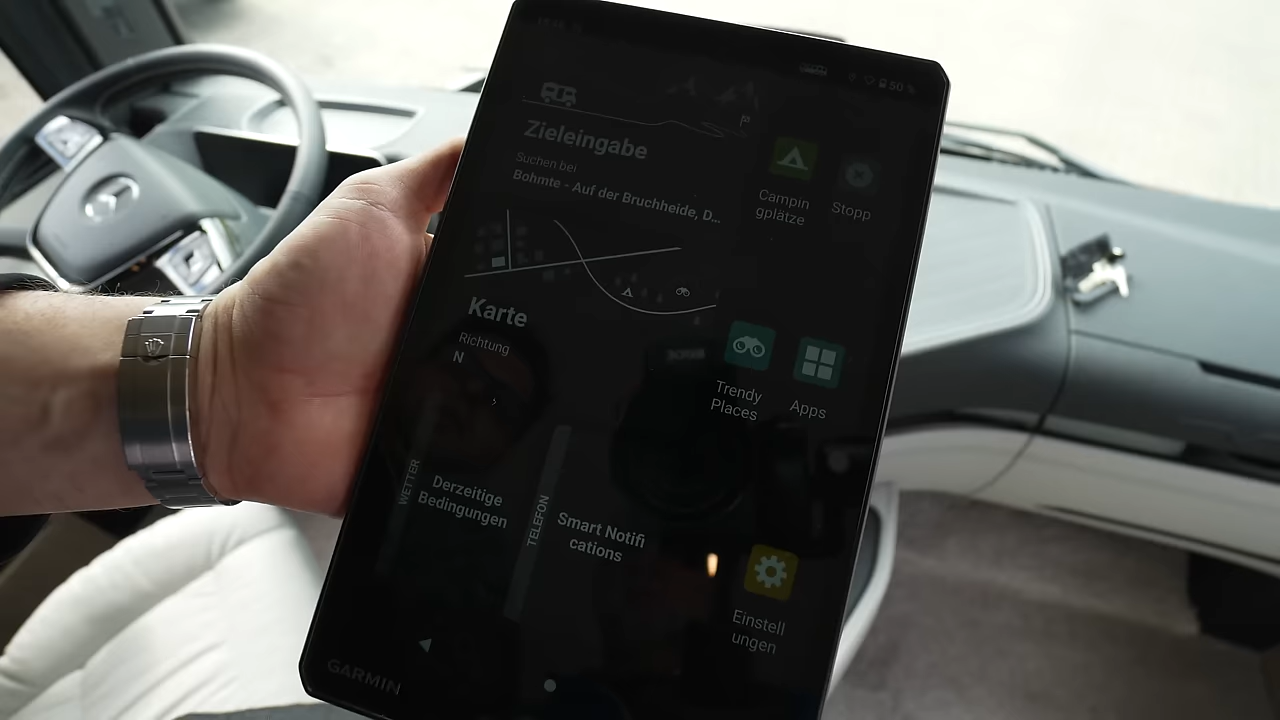 50 %
Zieleingabe
Suchen bei
Bohmte - Auf der Bruchheide, D...
Campin
gplätze
Stopp
Karte
Richtung
N
Trendy
Places
Apps
WETTER
Derzeitige
Bedingungen
TELEFON
Smart Notifi
cations
Einstell
ungen
GARMIN